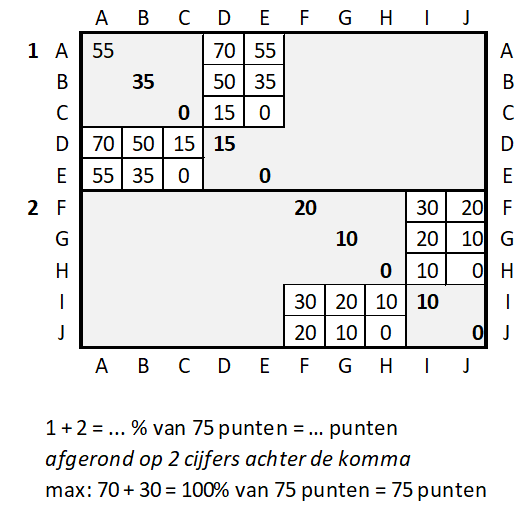 A B C D E F G H I J
1 A 55 70 55 A
B 35 50 35 B
C 0 15 0 C
D 70 50 15 15 D
E 55 35 0 0 E
2 F 20 30 20 F
G 10 20 10 G
H 0 10 0 H
I 30 20 10 10 I
J 20 10 0 0 J
A B C D E F G H I J
1 + 2 = ... % van 75 punten = ... punten
afgerond op 2 cijfers achter de komma
max: 70 + 30 = 100% van 75 punten = 75 punten